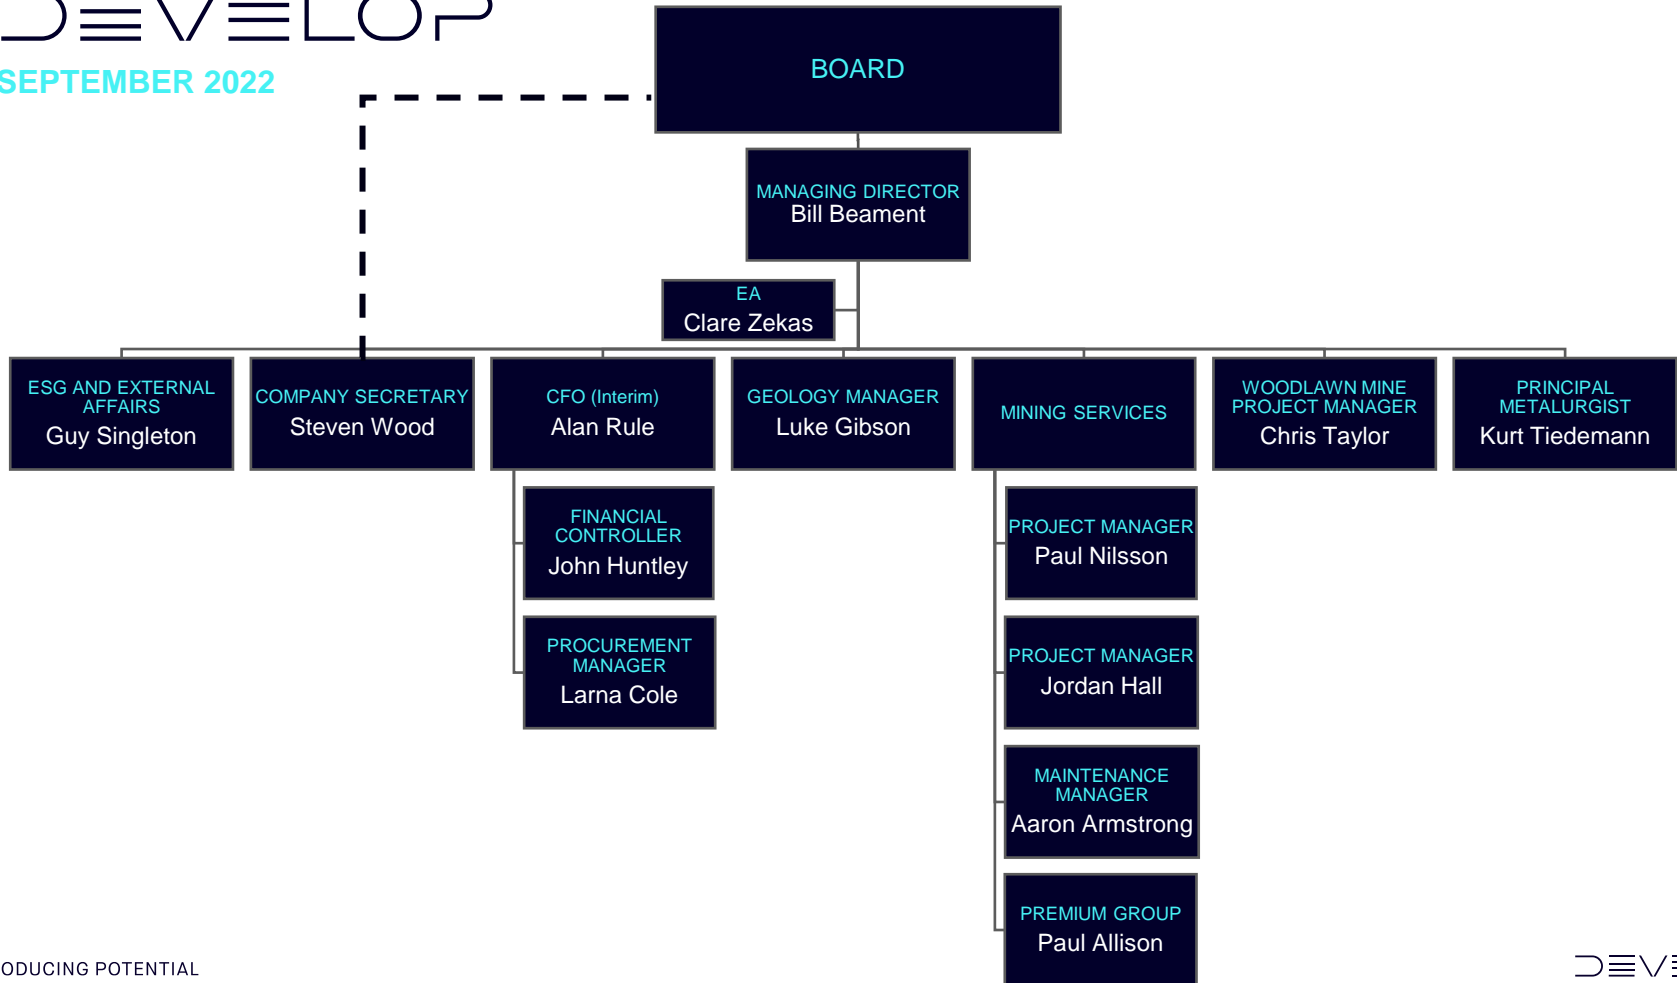 DEVELOP
SEPTEMBER 2022
BOARD
MANAGING DIRECTOR
Bill Beament
EA
Clare Zekas
ESG AND EXTERNAL
AFFAIRS
Guy Singleton
COMPANY SECRETARY
Steven Wood
CFO (Interim)
Alan Rule
GEOLOGY MANAGER
Luke Gibson
MINING SERVICES
WOODLAWN MINE
PROJECT MANAGER
Chris Taylor
PRINCIPAL
METALURGIST
Kurt Tiedemann
FINANCIAL
CONTROLLER
John Huntley
PROCUREMENT
MANAGER
Larna Cole
PROJECT MANAGER
Paul Nilsson
PROJECT MANAGER
Jordan Hall
MAINTENANCE
MANAGER
Aaron Armstrong
PREMIUM GROUP
Paul Allison
ODUCING POTENTIAL
DEV